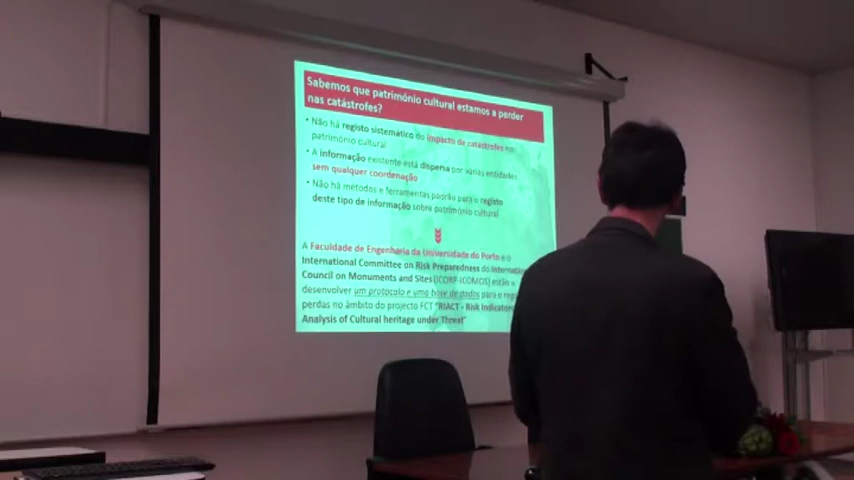 Sabemos que património cultural estamos a perder
nas catástrofes?
• Não há registo sistemático do impacto de catástrofes no
património cultural
• A informação existente está dispersa por várias entidades
sem qualquer coordenação
• Não há métodos e ferramentas padrão para o registo
deste tipo de informação sobre património cultural
A Faculdade de Engenharia da Universidade do Porto e o
International Committee on Risk Preparedness do
Council on Monuments and Sites (ICORP-ICOMOS) estão
desenvolver um protocolo e uma base de dados para o
perdas no âmbito do projecto FCT "RIACT - Risk
Analysis of Cultural heritage under Threat"